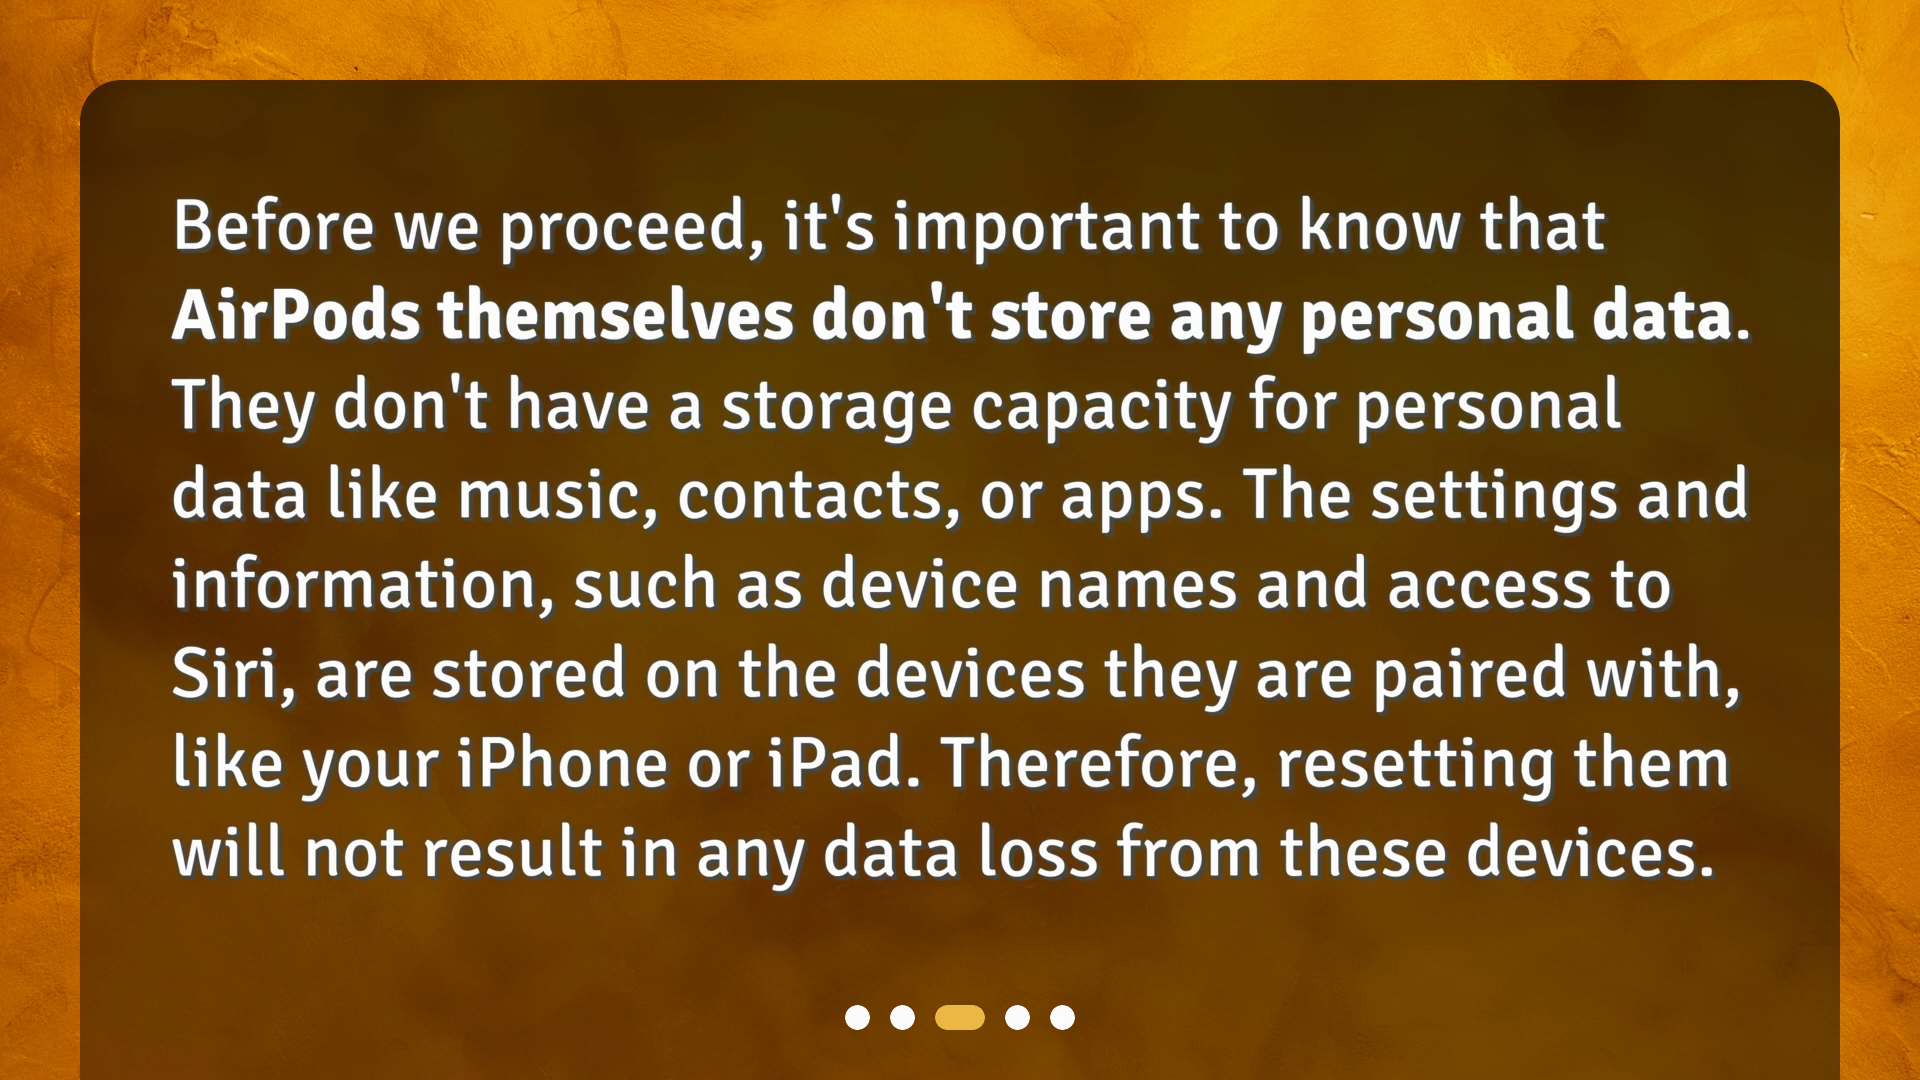 Before we proceed, it's important to know that
AirPods themselves don't store any personal data.
They don't have a storage capacity for personal
data like music, contacts, or apps. The settings and
information, such as device names and access to
Siri, are stored on the devices they are paired with,
like your iPhone or iPad. Therefore, resetting them
will not result in any data loss from these devices.